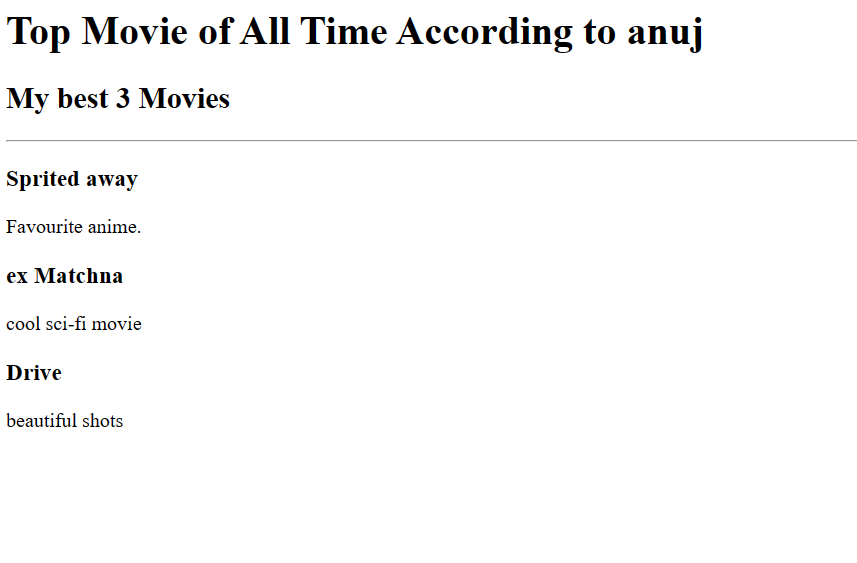 Top Movie of All Time According to anuj
My best 3 Movies
Sprited away
Favourite anime.
ex Matchna
cool sci-fi movie
Drive
beautiful shots